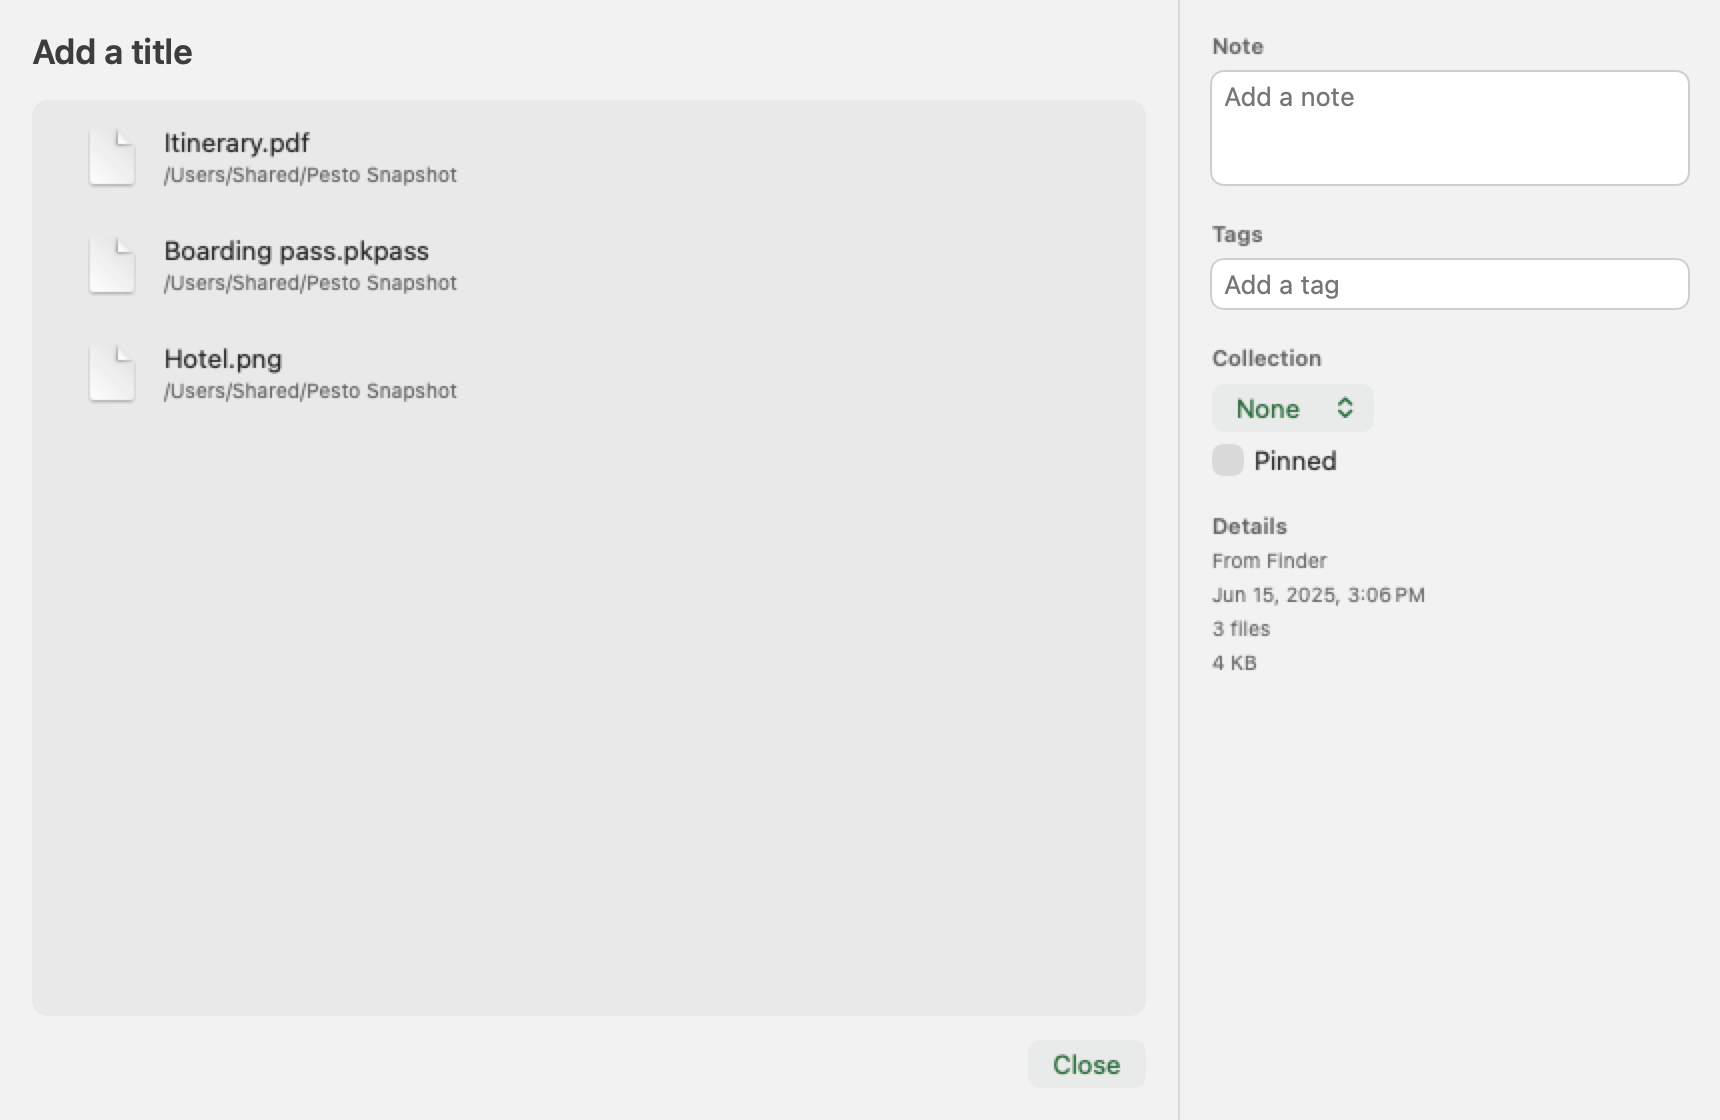 Add a title
Itinerary.pdf
/Users/Shared/Pesto Snapshot
Boarding pass.pkpass
/Users/Shared/Pesto Snapshot
Hotel.png
/Users/Shared/Pesto Snapshot
Close
Note
Add a note
Tags
Add a tag
Collection
None
Pinned
Details
From Finder
Jun 15, 2025, 3:06 PM
3 files
4 KB